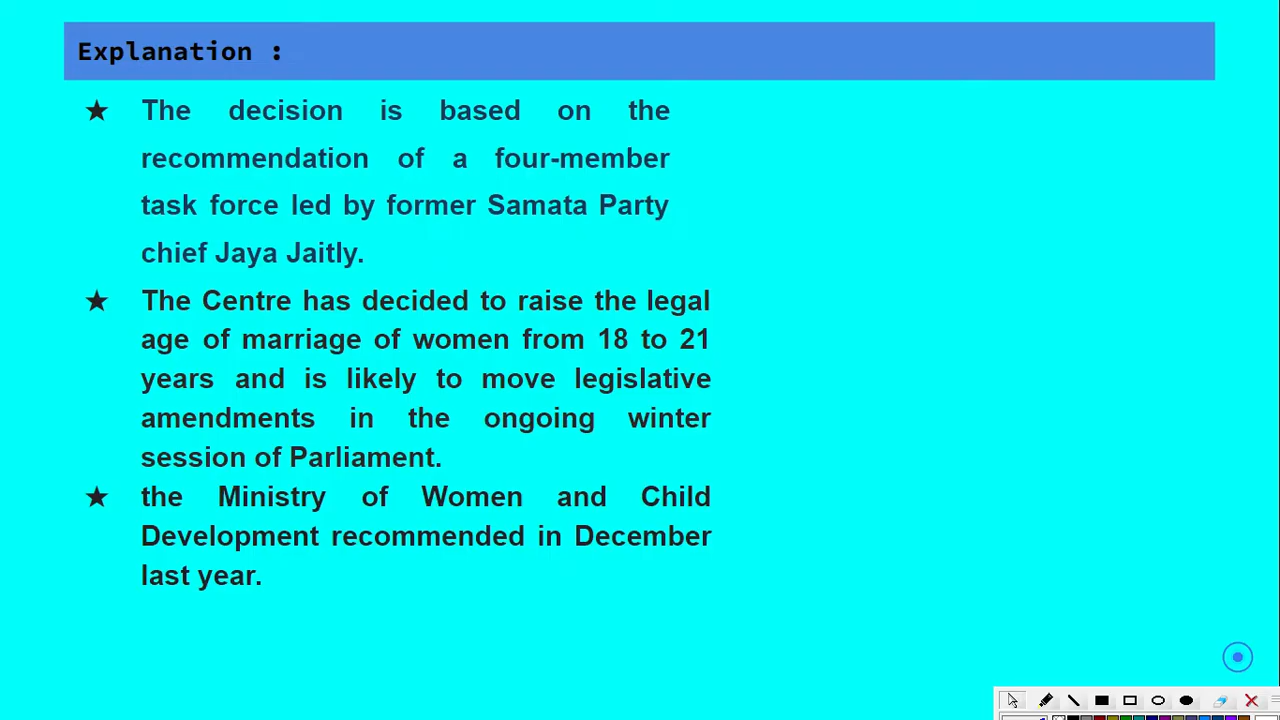 Explanation :
★ The decision is based on the
recommendation of a four-member
task force led by former Samata Party
chief Jaya Jaitly.
★ The Centre has decided to raise the legal
age of marriage of women from 18 to 21
years and is likely to move legislative
amendments in the ongoing winter
session of Parliament.
★ the Ministry of Women and Child
Development recommended in December
last year.